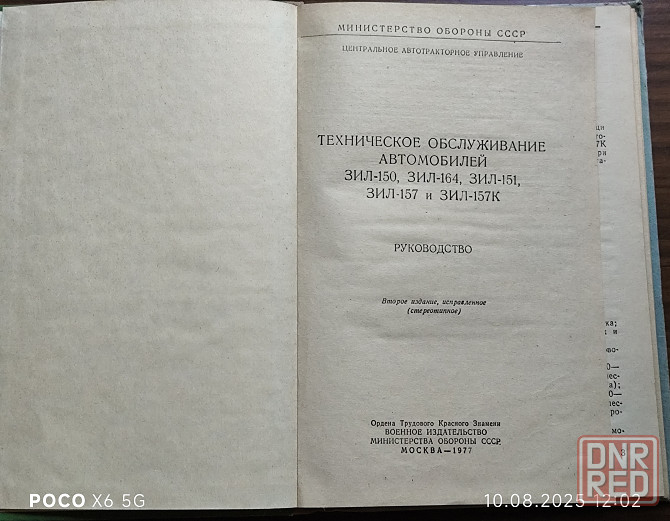 МИНИСТЕРСТВО ОБОРОНЫ СССР
ЦЕНТРАЛЬНОЕ АВТОТРАКТОРНОЕ УПРАВЛЕНИЕ
ТЕХНИЧЕСКОЕ ОБСЛУЖИВАНИЕ
АВТОМОБИЛЕЙ
ЗИЛ-150, ЗИЛ-164, ЗИЛ-151,
ЗИЛ-157 и ЗИЛ-157К
РУКОВОДСТВО
Второе издание, исправленное
(стереотипное)
Ордена Трудового Красного Знамени
ВОЕННОЕ ИЗДАТЕЛЬСТВО
МИНИСТЕРСТВА ОБОРОНЫ СССР
МОСКВА—1977
POCO X6 5G
10.08.2025 12:02
DNR
RED